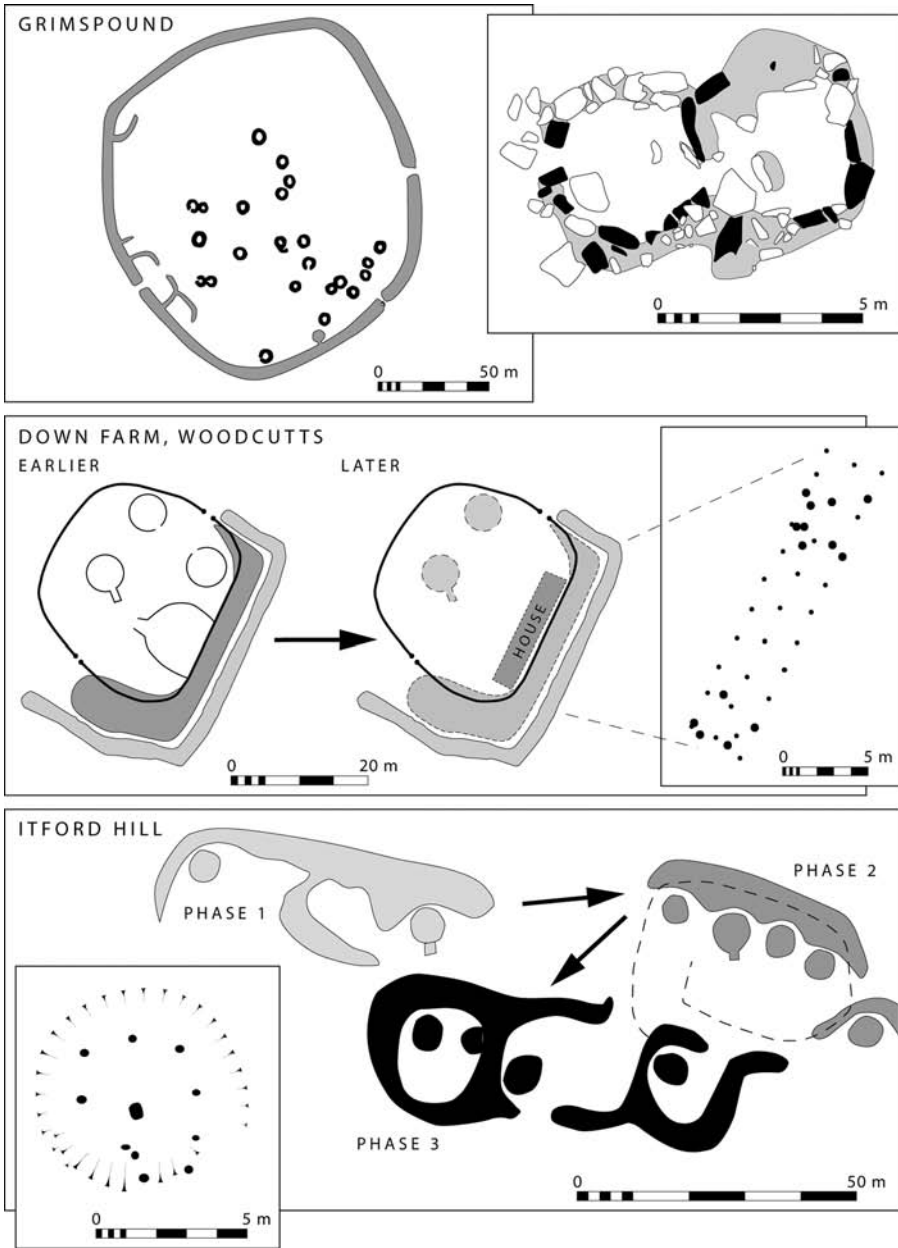 GRIMSPOUND
0 50 m
0 5 m
DOWN FARM, WOODCUTTS
EARLIER
LATER
HOUSE
0 20 m
0 5 m
ITFORD HILL
PHASE 1
PHASE 2
PHASE 3
0 5 m
0 50 m